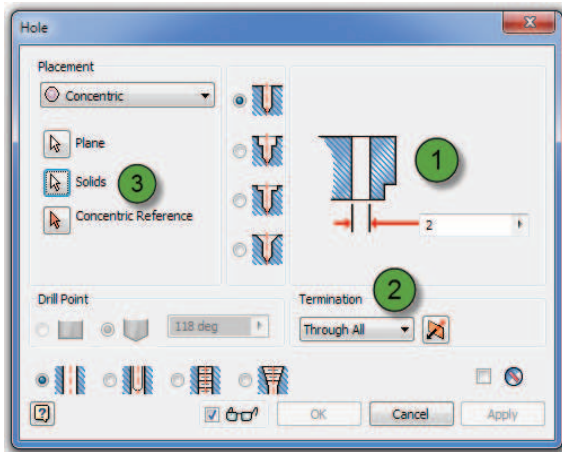 Hole
Placement
Concentric
Plane
Solids
3
Concentric Reference
1
2
Drill Point
118 deg
Termination
2
Through All
OK
Cancel
Apply